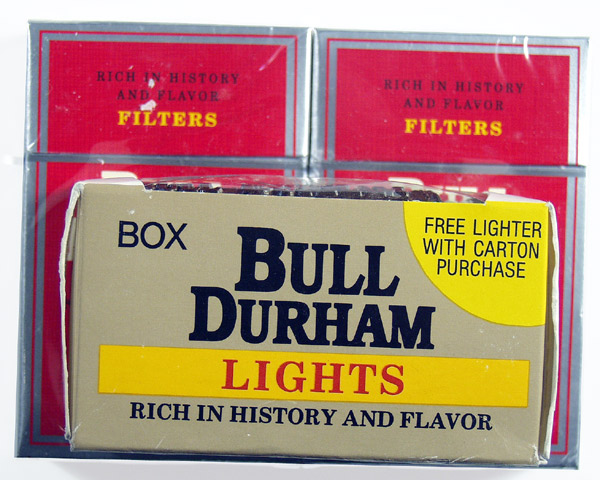 RICH IN HISTORY
AND FLAVOR
FILTERS
RICH IN HISTORY
AND FLAVOR
FILTERS
BOX
BULL
DURHAM
LIGHTS
RICH IN HISTORY AND FLAVOR
FREE LIGHTER
WITH CARTON
PURCHASE